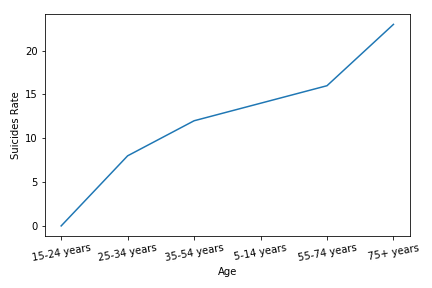 20
15
10
5
0
Suicides Rate
15-24 years
25-34 years
35-54 years
5-14 years
55-74 years
75+ years
Age